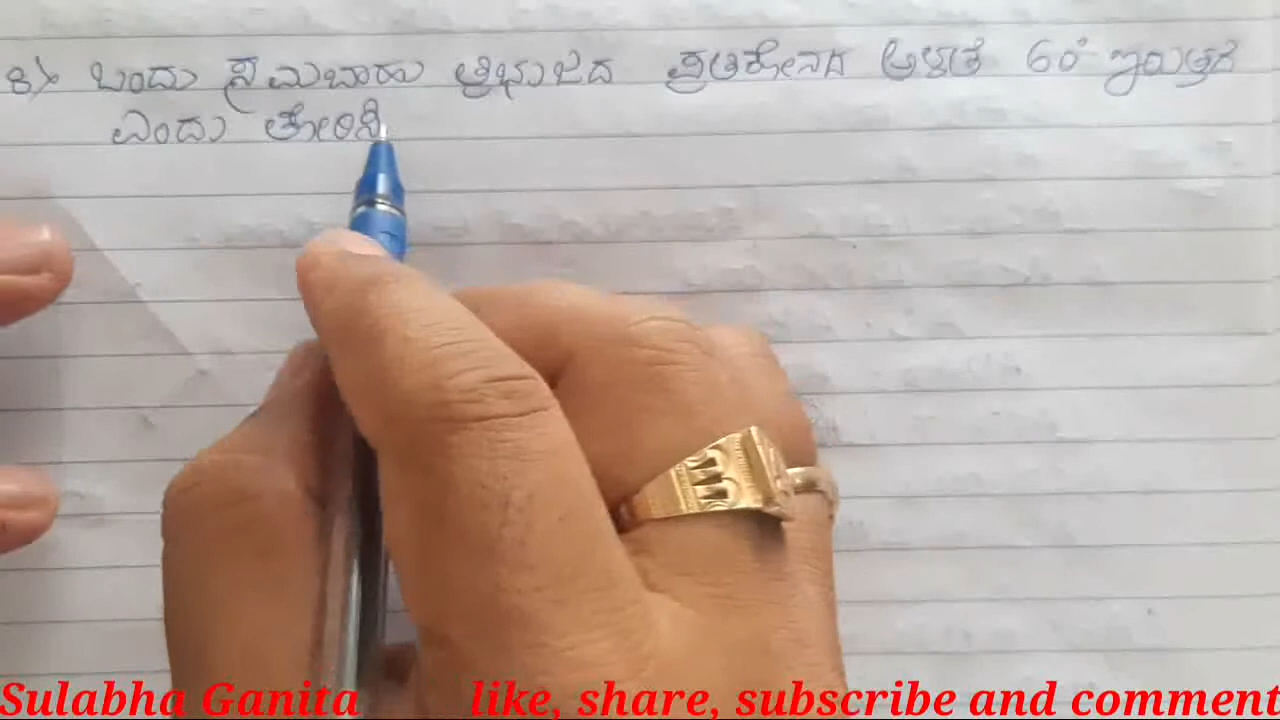 8) ಒಂದು ಸಮಬಾಹು ತ್ರಿಭುಜದ ಪ್ರತಿಕೋನದ ಅಳತೆ 60° ಇರುತ್ತದೆ
ಎಂದು ತೋರಿಸಿ
Sulabha Ganita like, share, subscribe and comment